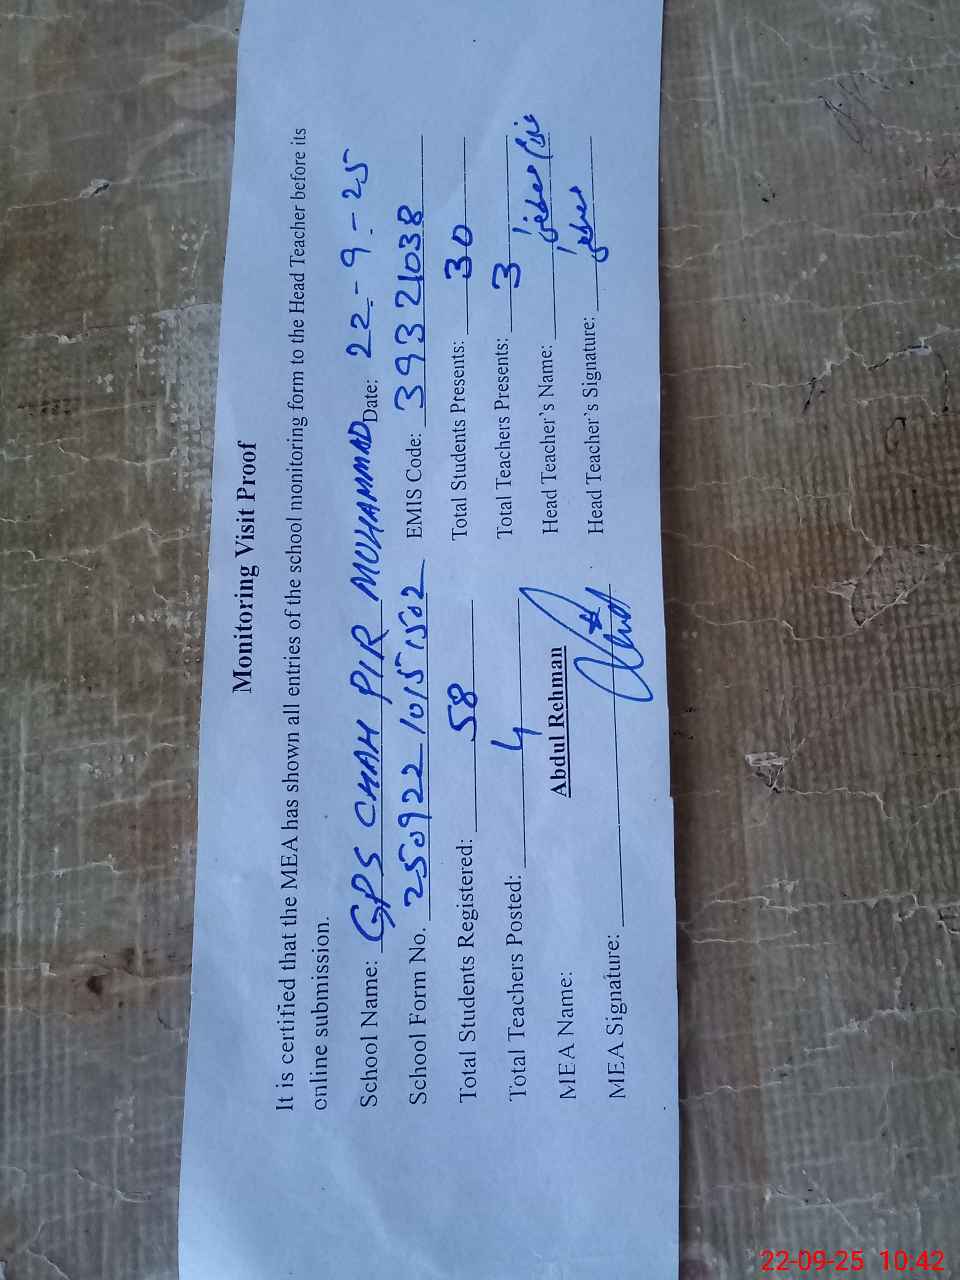 Monitoring Visit Proof
It is certified that the MEA has shown all entries of the school monitoring form to the Head Teacher before its
online submission.
School Name: GPS CHAH PIR MUHAMMAD Date: 22-9-25
School Form No. 250922 1015 1502 EMIS Code: 39321038
Total Students Registered: 58 Total Students Presents: 30
Total Teachers Posted: 4 Total Teachers Presents: 3
MEA Name: Abdul Rehman Head Teacher's Name:
MEA Signature: Head Teacher's Signature:
22-09-25 10:42